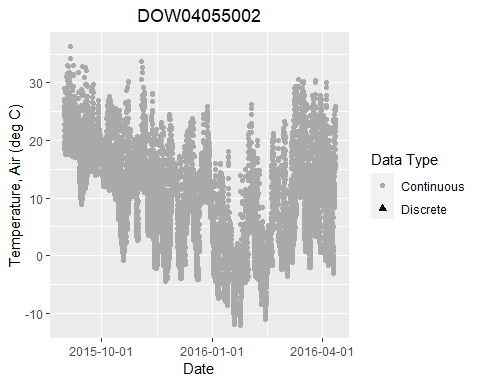 DOW04055002
Temperature, Air (deg C)
30
20
10
0
-10
2015-10-01
2016-01-01
2016-04-01
Date
Data Type
Continuous
Discrete